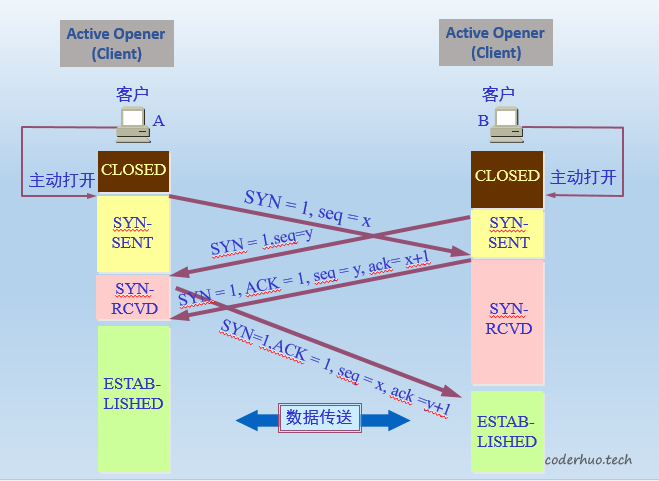 Active Opener
(Client)
Active Opener
(Client)
客户
客户
A
B
主动打开
主动打开
CLOSED
CLOSED
SYN = 1, seq = x
SYN-
SENT
SYN-
SENT
SYN = 1.seq=y
SYN = 1, ACK = 1, seq = y, ack= x+1
SYN-
RCVD
SYN-
RCVD
SYN=1,ACK = 1, seq = x, ack =y+1
ESTAB-
LISHED
数据传送
ESTAB-
LISHED
coderhuo.tech